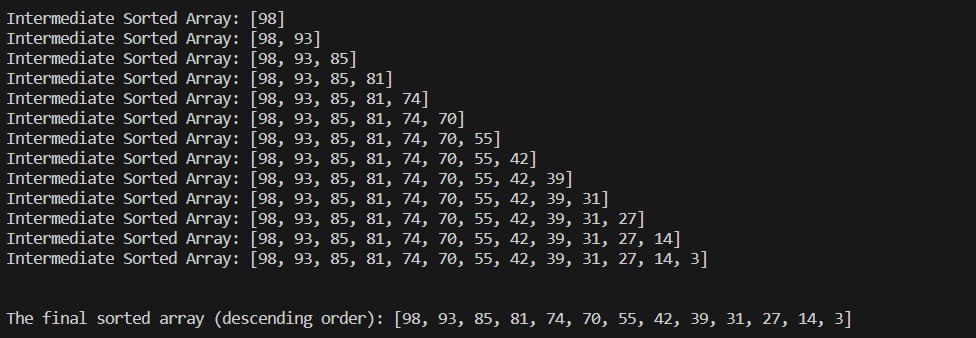 Intermediate Sorted Array: [98]
Intermediate Sorted Array: [98, 93]
Intermediate Sorted Array: [98, 93, 85]
Intermediate Sorted Array: [98, 93, 85, 81]
Intermediate Sorted Array: [98, 93, 85, 81, 74]
Intermediate Sorted Array: [98, 93, 85, 81, 74, 70]
Intermediate Sorted Array: [98, 93, 85, 81, 74, 70, 55]
Intermediate Sorted Array: [98, 93, 85, 81, 74, 70, 55, 42]
Intermediate Sorted Array: [98, 93, 85, 81, 74, 70, 55, 42, 39]
Intermediate Sorted Array: [98, 93, 85, 81, 74, 70, 55, 42, 39, 31]
Intermediate Sorted Array: [98, 93, 85, 81, 74, 70, 55, 42, 39, 31, 27]
Intermediate Sorted Array: [98, 93, 85, 81, 74, 70, 55, 42, 39, 31, 27, 14]
Intermediate Sorted Array: [98, 93, 85, 81, 74, 70, 55, 42, 39, 31, 27, 14, 3]
The final sorted array (descending order): [98, 93, 85, 81, 74, 70, 55, 42, 39, 31, 27, 14, 3]